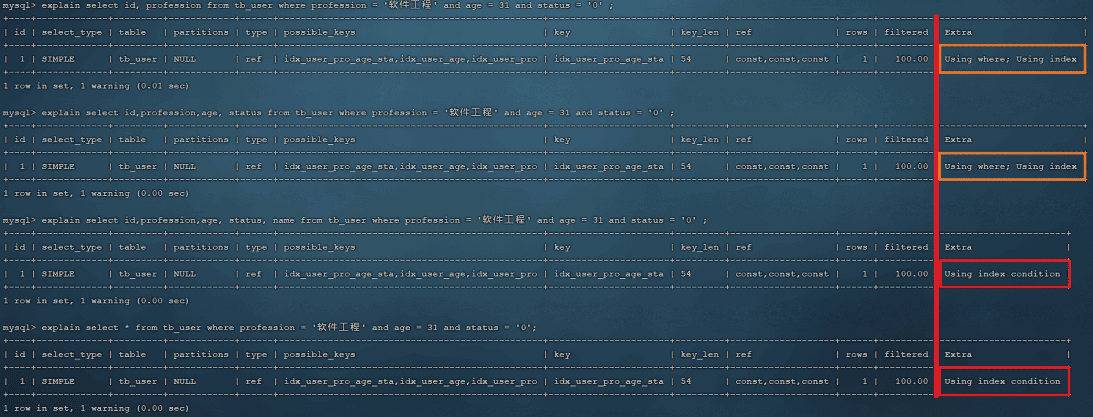 mysql> explain select id, profession from tb_user where profession = '软件工程' and age = 31 and status = '0' ;
+----+-------------+---------+------------+------+-------------------------------------------------+----------------------+---------+-------------------+------+----------+--------------------------+
| id | select_type | table | partitions | type | possible_keys | key | key_len | ref | rows | filtered | Extra |
| 1 | SIMPLE | tb_user | NULL | ref | idx_user_pro_age_sta,idx_user_age,idx_user_pro | idx_user_pro_age_sta | 54 | const,const,const | 1 | 100.00 | Using where; Using index |
1 row in set, 1 warning (0.01 sec)
mysql> explain select id,profession,age, status from tb_user where profession = '软件工程' and age = 31 and status = '0' ;
| id | select_type | table | partitions | type | possible_keys | key | key_len | ref | rows | filtered | Extra |
| 1 | SIMPLE | tb_user | NULL | ref | idx_user_pro_age_sta,idx_user_age,idx_user_pro | idx_user_pro_age_sta | 54 | const,const,const | 1 | 100.00 | Using where; Using index |
1 row in set, 1 warning (0.00 sec)
mysql> explain select id,profession,age, status, name from tb_user where profession = '软件工程' and age = 31 and status = '0' ;
| id | select_type | table | partitions | type | possible_keys | key | key_len | ref | rows | filtered | Extra |
| 1 | SIMPLE | tb_user | NULL | ref | idx_user_pro_age_sta,idx_user_age,idx_user_pro | idx_user_pro_age_sta | 54 | const,const,const | 1 | 100.00 | Using index condition |
1 row in set, 1 warning (0.00 sec)
mysql> explain select * from tb_user where profession = '软件工程' and age = 31 and status = '0';
| id | select_type | table | partitions | type | possible_keys | key | key_len | ref | rows | filtered | Extra |
| 1 | SIMPLE | tb_user | NULL | ref | idx_user_pro_age_sta,idx_user_age,idx_user_pro | idx_user_pro_age_sta | 54 | const,const,const | 1 | 100.00 | Using index condition |
1 row in set, 1 warning (0.00 sec)